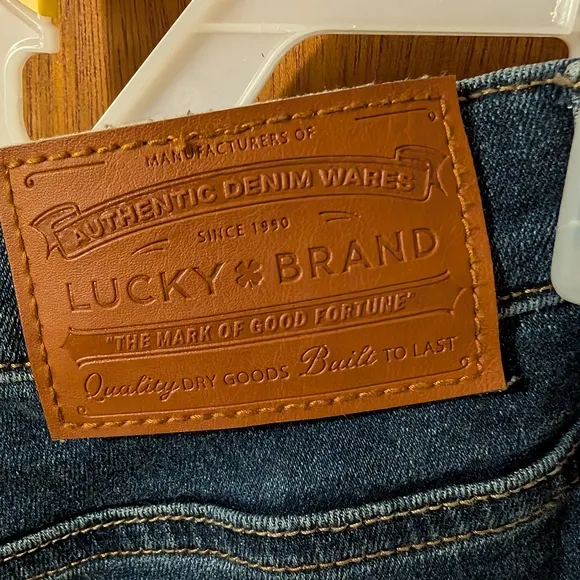 MANUFACTURERS OF
AUTHENTIC DENIM WARES
SINCE 1990
LUCKY BRAND
"THE MARK OF GOOD FORTUNE"
Quality DRY GOODS Built TO LAST